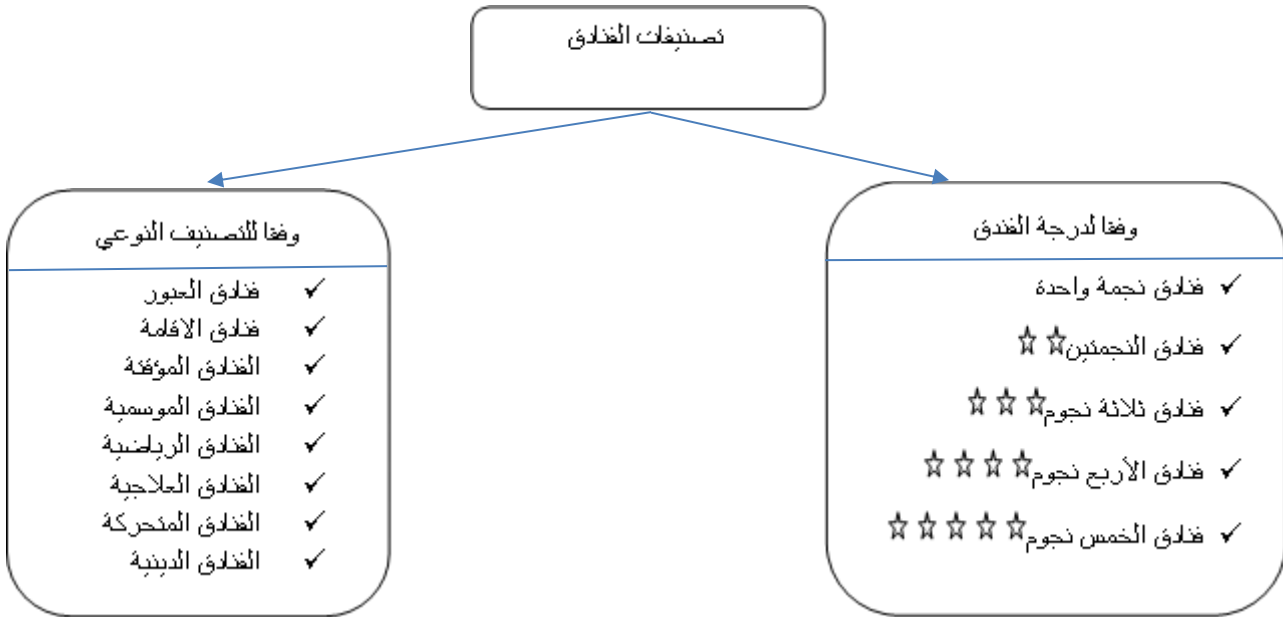 تصنيفات الفنادق
وفقا لدرجة الفندق
✓ فنادق نجمة واحدة
✓ فنادق النجمتين☆☆
✓ فنادق ثلاثة نجوم☆☆☆
✓ فنادق الأربع نجوم☆☆☆☆
✓ فنادق الخمس نجوم☆☆☆☆☆
وفقا للتصنيف النوعي
✓ فنادق العبور
✓ فنادق الاقامة
✓ الفنادق المؤقتة
✓ الفنادق الموسمية
✓ الفنادق الرياضية
✓ الفنادق العلاجية
✓ الفنادق المتحركة
✓ الفنادق الدينية